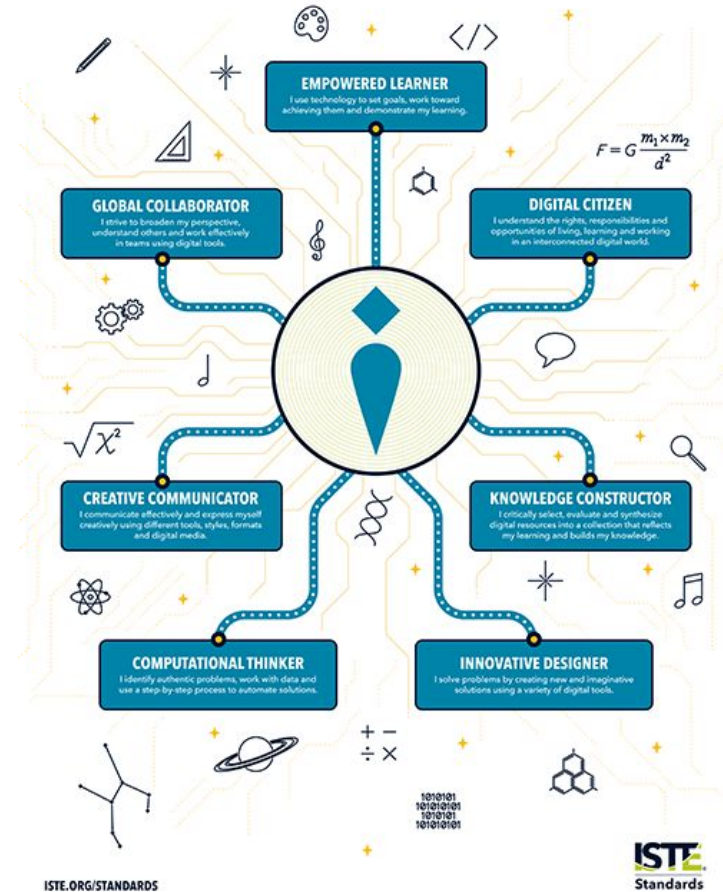 </>
EMPOWERED LEARNER
I use technology to set goals, work toward
achieving them and demonstrate my learning.
F = G m₁ × m₂ / d²
GLOBAL COLLABORATOR
I strive to broaden my perspective,
understand others and work effectively
in teams using digital tools.
DIGITAL CITIZEN
I understand the rights, responsibilities and
opportunities of living, learning and working
in an interconnected digital world.
√x²
CREATIVE COMMUNICATOR
I communicate effectively and express myself
creatively using different tools, styles, formats
and digital media.
KNOWLEDGE CONSTRUCTOR
I critically select, evaluate and synthesize
digital resources into a collection that reflects
my learning and builds my knowledge.
COMPUTATIONAL THINKER
I identify authentic problems, work with data and
use a step-by-step process to automate solutions.
INNOVATIVE DESIGNER
I solve problems by creating new and imaginative
solutions using a variety of digital tools.
+ −
÷ ×
1010101
101010101
1010101
101010101
ISTE.ORG/STANDARDS
ISTE®
Standards